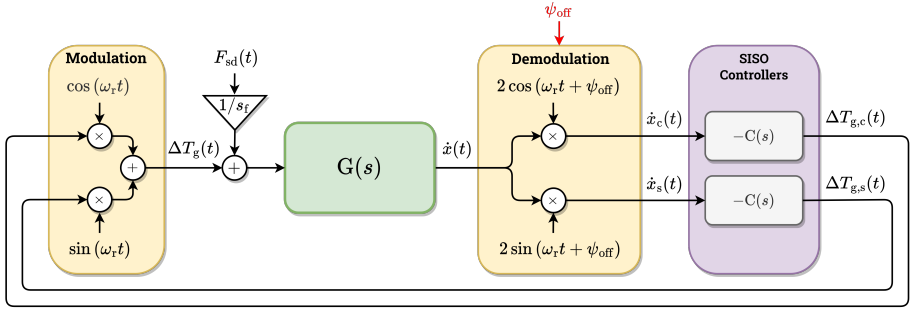 ψ_off
Modulation
cos (ω_r t)
×
+
ΔT_g(t)
×
sin (ω_r t)
F_sd(t)
1/s_f
+
G(s)
ẋ(t)
Demodulation
2 cos (ω_r t + ψ_off)
×
×
2 sin (ω_r t + ψ_off)
ẋ_c(t)
ẋ_s(t)
SISO
Controllers
−C(s)
−C(s)
ΔT_g,c(t)
ΔT_g,s(t)